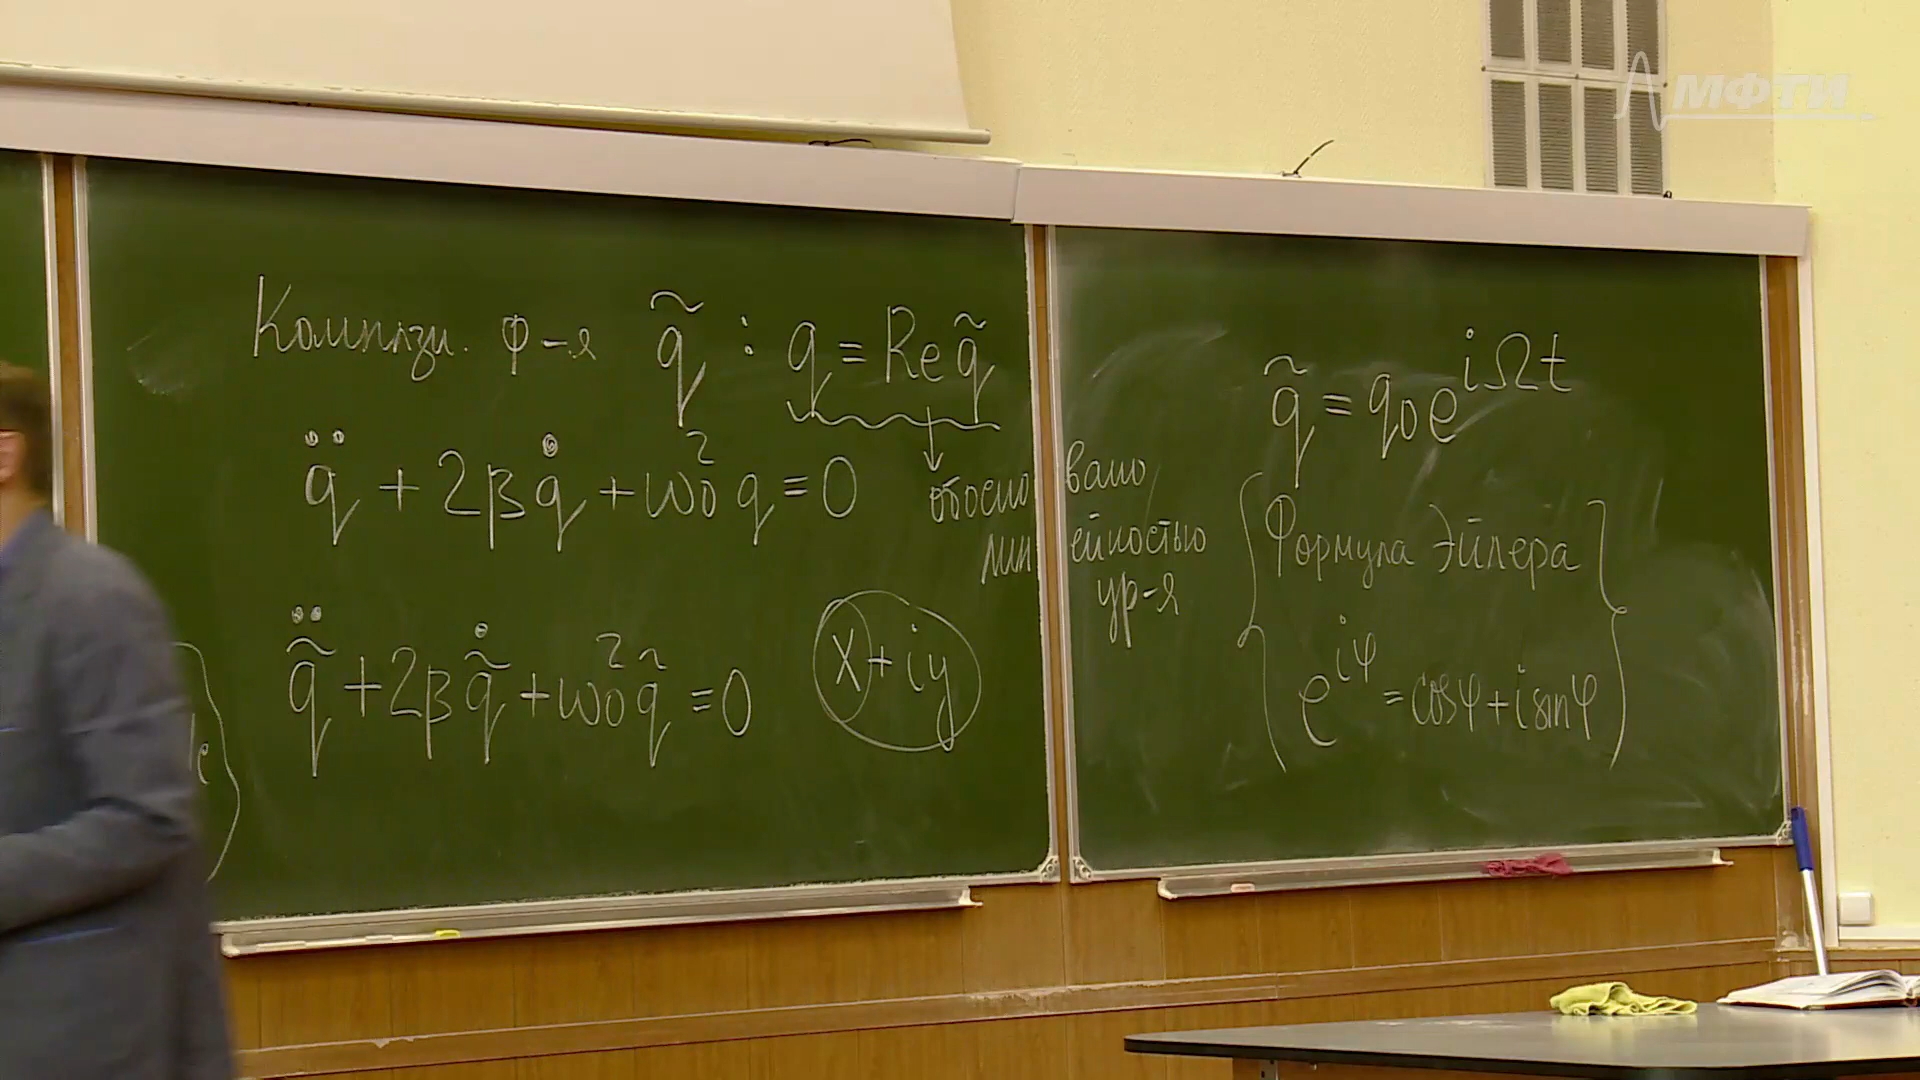 Комплекзн. ф-я q̃ : q = Re q̃
q̈ + 2βq̇ + ω₀²q = 0
обосновано
линейностью
ур-я
q̃̈ + 2βq̃̇ + ω₀²q̃ = 0
x + iy
q̃ = q₀e^{iΩt}
Формула Эйлера
e^{iφ} = cosφ + i sinφ
МФТИ